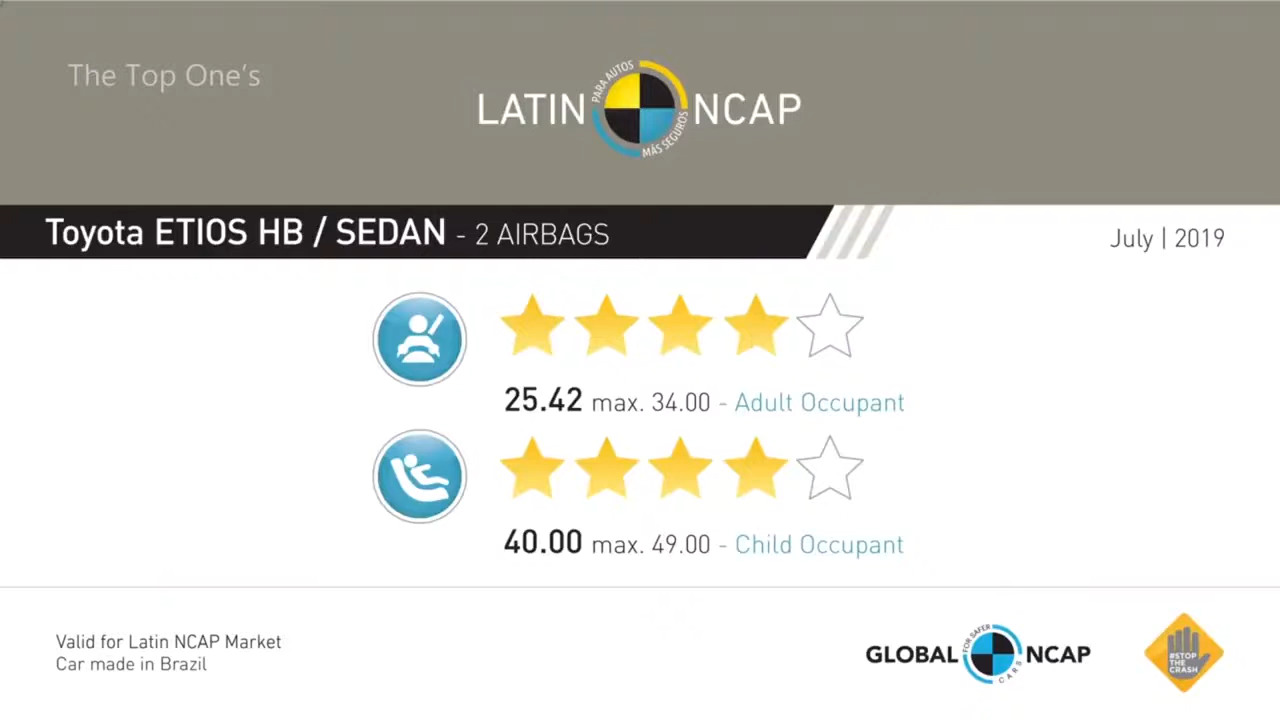 The Top One's
LATIN NCAP
PARA AUTOS
MÁS SEGUROS
Toyota ETIOS HB / SEDAN - 2 AIRBAGS
July | 2019
25.42 max. 34.00 - Adult Occupant
40.00 max. 49.00 - Child Occupant
Valid for Latin NCAP Market
Car made in Brazil
GLOBAL NCAP
FOR SAFER
CARS
#STOP
THE
CRASH